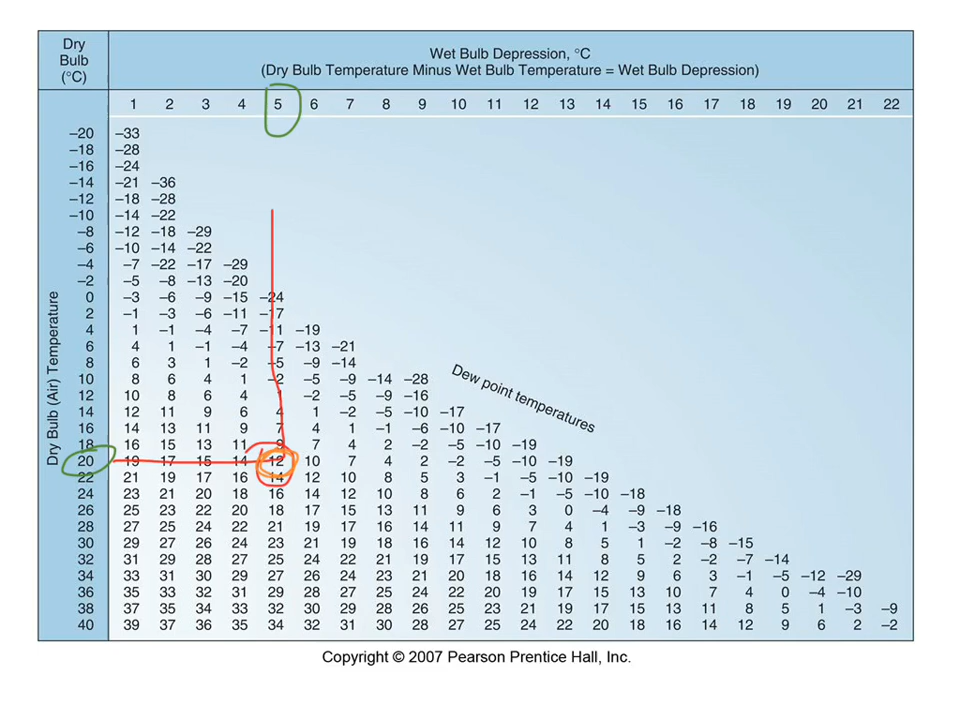 Dry
Bulb
(°C)
Wet Bulb Depression, °C
(Dry Bulb Temperature Minus Wet Bulb Temperature = Wet Bulb Depression)
1 2 3 4 5 6 7 8 9 10 11 12 13 14 15 16 17 18 19 20 21 22
Dry Bulb (Air) Temperature
–20 –33
–18 –28
–16 –24
–14 –21 –36
–12 –18 –28
–10 –14 –22
–8 –12 –18 –29
–6 –10 –14 –22
–4 –7 –22 –17 –29
–2 –5 –8 –13 –20
0 –3 –6 –9 –15 –24
2 –1 –3 –6 –11 –17
4 1 –1 –4 –7 –11 –19
6 4 1 –1 –4 –7 –13 –21
8 6 3 1 –2 –5 –9 –14
10 8 6 4 1 –2 –5 –9 –14 –28
12 10 8 6 4 1 –2 –5 –9 –16
14 12 11 9 6 4 1 –2 –5 –10 –17
16 14 13 11 9 7 4 1 –1 –6 –10 –17
18 16 15 13 11 9 7 4 2 –2 –5 –10 –19
20 19 17 15 14 12 10 7 4 2 –2 –5 –10 –19
22 21 19 17 16 14 12 10 8 5 3 –1 –5 –10 –19
24 23 21 20 18 16 14 12 10 8 6 2 –1 –5 –10 –18
26 25 23 22 20 18 17 15 13 11 9 6 3 0 –4 –9 –18
28 27 25 24 22 21 19 17 16 14 11 9 7 4 1 –3 –9 –16
30 29 27 26 24 23 21 19 18 16 14 12 10 8 5 1 –2 –8 –15
32 31 29 28 27 25 24 22 21 19 17 15 13 11 8 5 2 –2 –7 –14
34 33 31 30 29 27 26 24 23 21 20 18 16 14 12 9 6 3 –1 –5 –12 –29
36 35 33 32 31 29 28 27 25 24 22 20 19 17 15 13 10 7 4 0 –4 –10
38 37 35 34 33 32 30 29 28 26 25 23 21 19 17 15 13 11 8 5 1 –3 –9
40 39 37 36 35 34 32 31 30 28 27 25 24 22 20 18 16 14 12 9 6 2 –2
Dew point temperatures
Copyright © 2007 Pearson Prentice Hall, Inc.